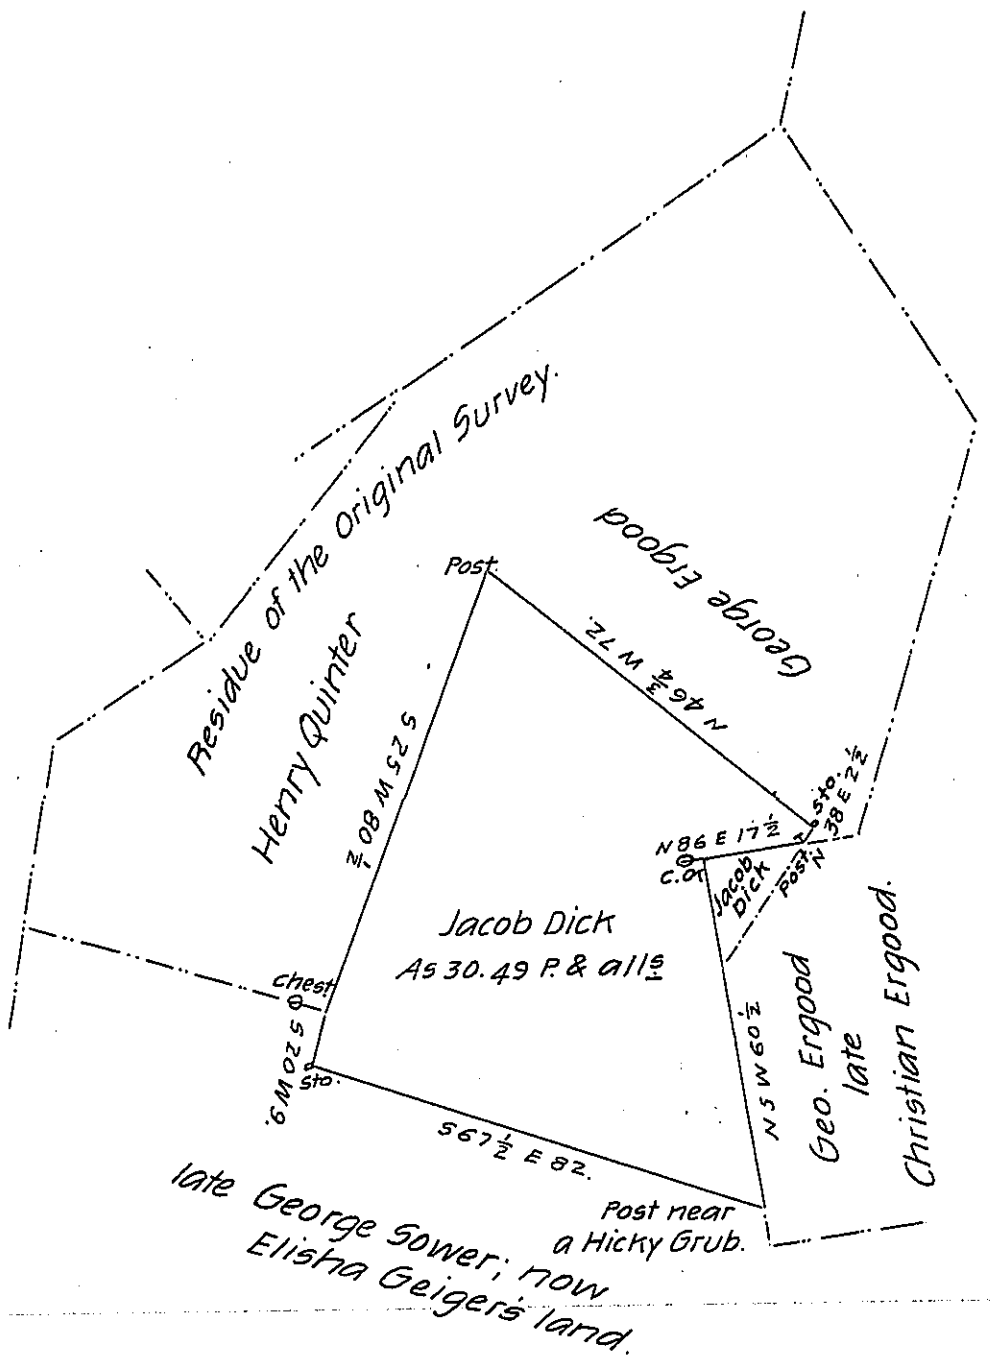 Residue of the Original Survey.
Henry Quinter
George Ergood
Post.
N 46 3/4 W 72.
S 25 W 80 1/2
Sto.
N 38 E 2 1/2
Post.
N 86 E 17 1/2
C.O.
Jacob
Dick
Jacob Dick
As 30.49 P. & alls
Chest
S 20 W 9.
Sto.
S 67 1/2 E 82.
N 5 W 60 1/2
Geo. Ergood
late
Christian Ergood.
Post near
a Hicky Grub.
late George Sower; now
Elisha Geiger's land.